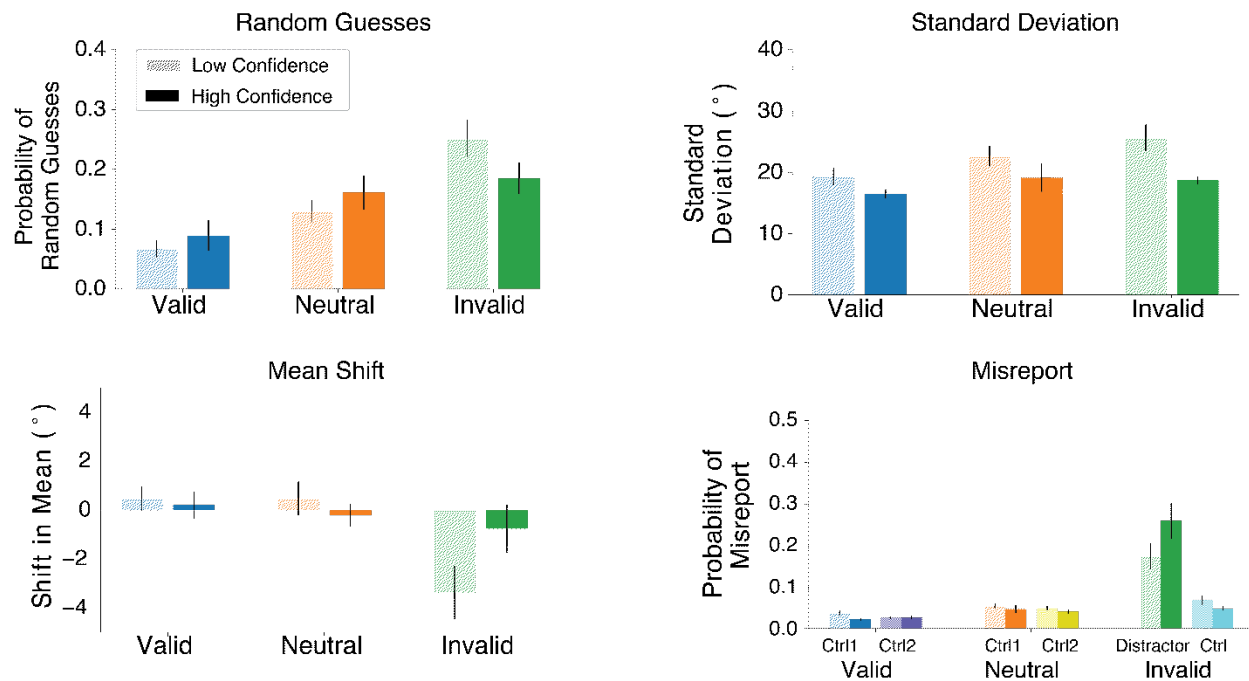 Random Guesses
Probability of
Random Guesses
0.4
0.3
0.2
0.1
0.0
Low Confidence
High Confidence
Valid Neutral Invalid
Standard Deviation
Standard
Deviation (°)
40
30
20
10
0
Valid Neutral Invalid
Mean Shift
Shift in Mean (°)
4
2
0
−2
−4
Valid Neutral Invalid
Misreport
Probability of
Misreport
0.5
0.4
0.3
0.2
0.1
0.0
Ctrl1 Ctrl2 Ctrl1 Ctrl2 Distractor Ctrl
Valid Neutral Invalid